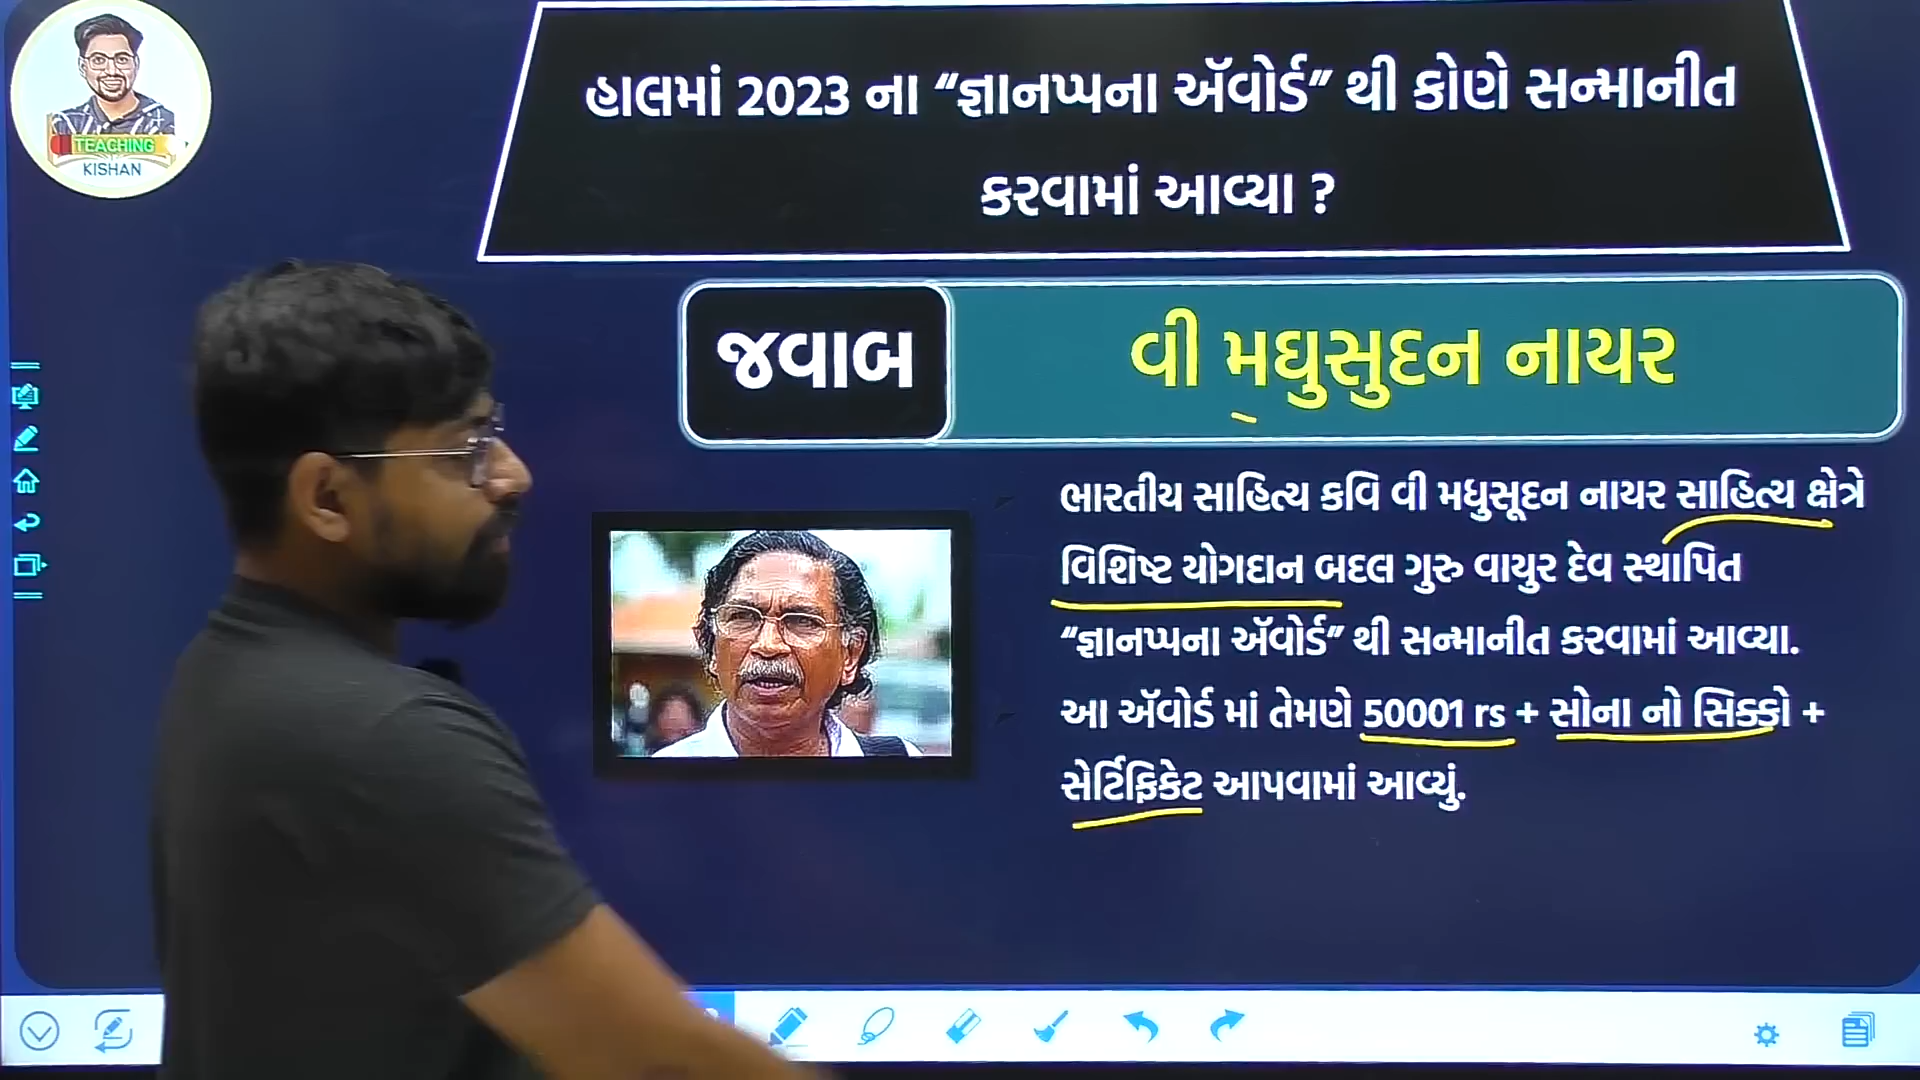 TEACHING
KISHAN
હાલમાં 2023 ના “જ્ઞાનપ્પના ઍવોર્ડ” થી કોણે સન્માનીત
કરવામાં આવ્યા ?
જવાબ
વી મધુસુદન નાયર
ભારતીય સાહિત્ય કવિ વી મધુસૂદન નાયર સાહિત્ય ક્ષેત્રે
વિશિષ્ટ યોગદાન બદલ ગુરુ વાયુર દેવ સ્થાપિત
“જ્ઞાનપ્પના ઍવોર્ડ” થી સન્માનીત કરવામાં આવ્યા.
આ ઍવોર્ડ માં તેમણે 50001 rs + સોના નો સિક્કો +
સેર્ટિફિકેટ આપવામાં આવ્યું.